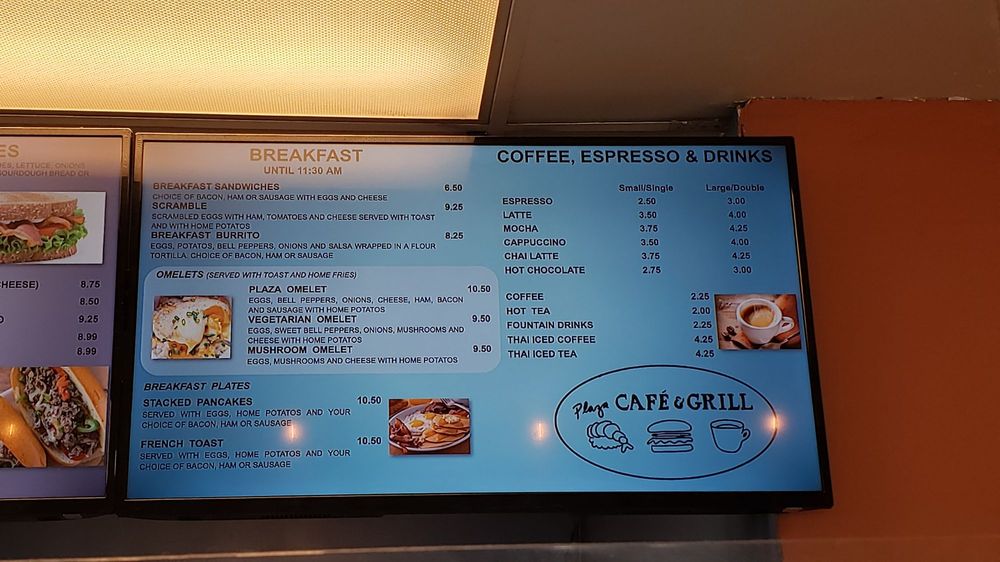 ES
ES, LETTUCE, ONIONS
SOURDOUGH BREAD OR
CHEESE) 8.75
8.50
O 9.25
8.99
8.99
BREAKFAST
UNTIL 11:30 AM
BREAKFAST SANDWICHES 6.50
CHOICE OF BACON, HAM OR SAUSAGE WITH EGGS AND CHEESE
SCRAMBLE 9.25
SCRAMBLED EGGS WITH HAM, TOMATOES AND CHEESE SERVED WITH TOAST
AND WITH HOME POTATOS
BREAKFAST BURRITO 8.25
EGGS, POTATOS, BELL PEPPERS, ONIONS AND SALSA WRAPPED IN A FLOUR
TORTILLA. CHOICE OF BACON, HAM OR SAUSAGE
OMELETS (SERVED WITH TOAST AND HOME FRIES)
PLAZA OMELET 10.50
EGGS, BELL PEPPERS, ONIONS, CHEESE, HAM, BACON
AND SAUSAGE WITH HOME POTATOS
VEGETARIAN OMELET 9.50
EGGS, SWEET BELL PEPPERS, ONIONS, MUSHROOMS AND
CHEESE WITH HOME POTATOS
MUSHROOM OMELET 9.50
EGGS, MUSHROOMS AND CHEESE WITH HOME POTATOS
BREAKFAST PLATES
STACKED PANCAKES 10.50
SERVED WITH EGGS, HOME POTATOS AND YOUR
CHOICE OF BACON, HAM OR SAUSAGE
FRENCH TOAST 10.50
SERVED WITH EGGS, HOME POTATOS AND YOUR
CHOICE OF BACON, HAM OR SAUSAGE
COFFEE, ESPRESSO & DRINKS
Small/Single Large/Double
ESPRESSO 2.50 3.00
LATTE 3.50 4.00
MOCHA 3.75 4.25
CAPPUCCINO 3.50 4.00
CHAI LATTE 3.75 4.25
HOT CHOCOLATE 2.75 3.00
COFFEE 2.25
HOT TEA 2.00
FOUNTAIN DRINKS 2.25
THAI ICED COFFEE 4.25
THAI ICED TEA 4.25
Plaza CAFÉ & GRILL